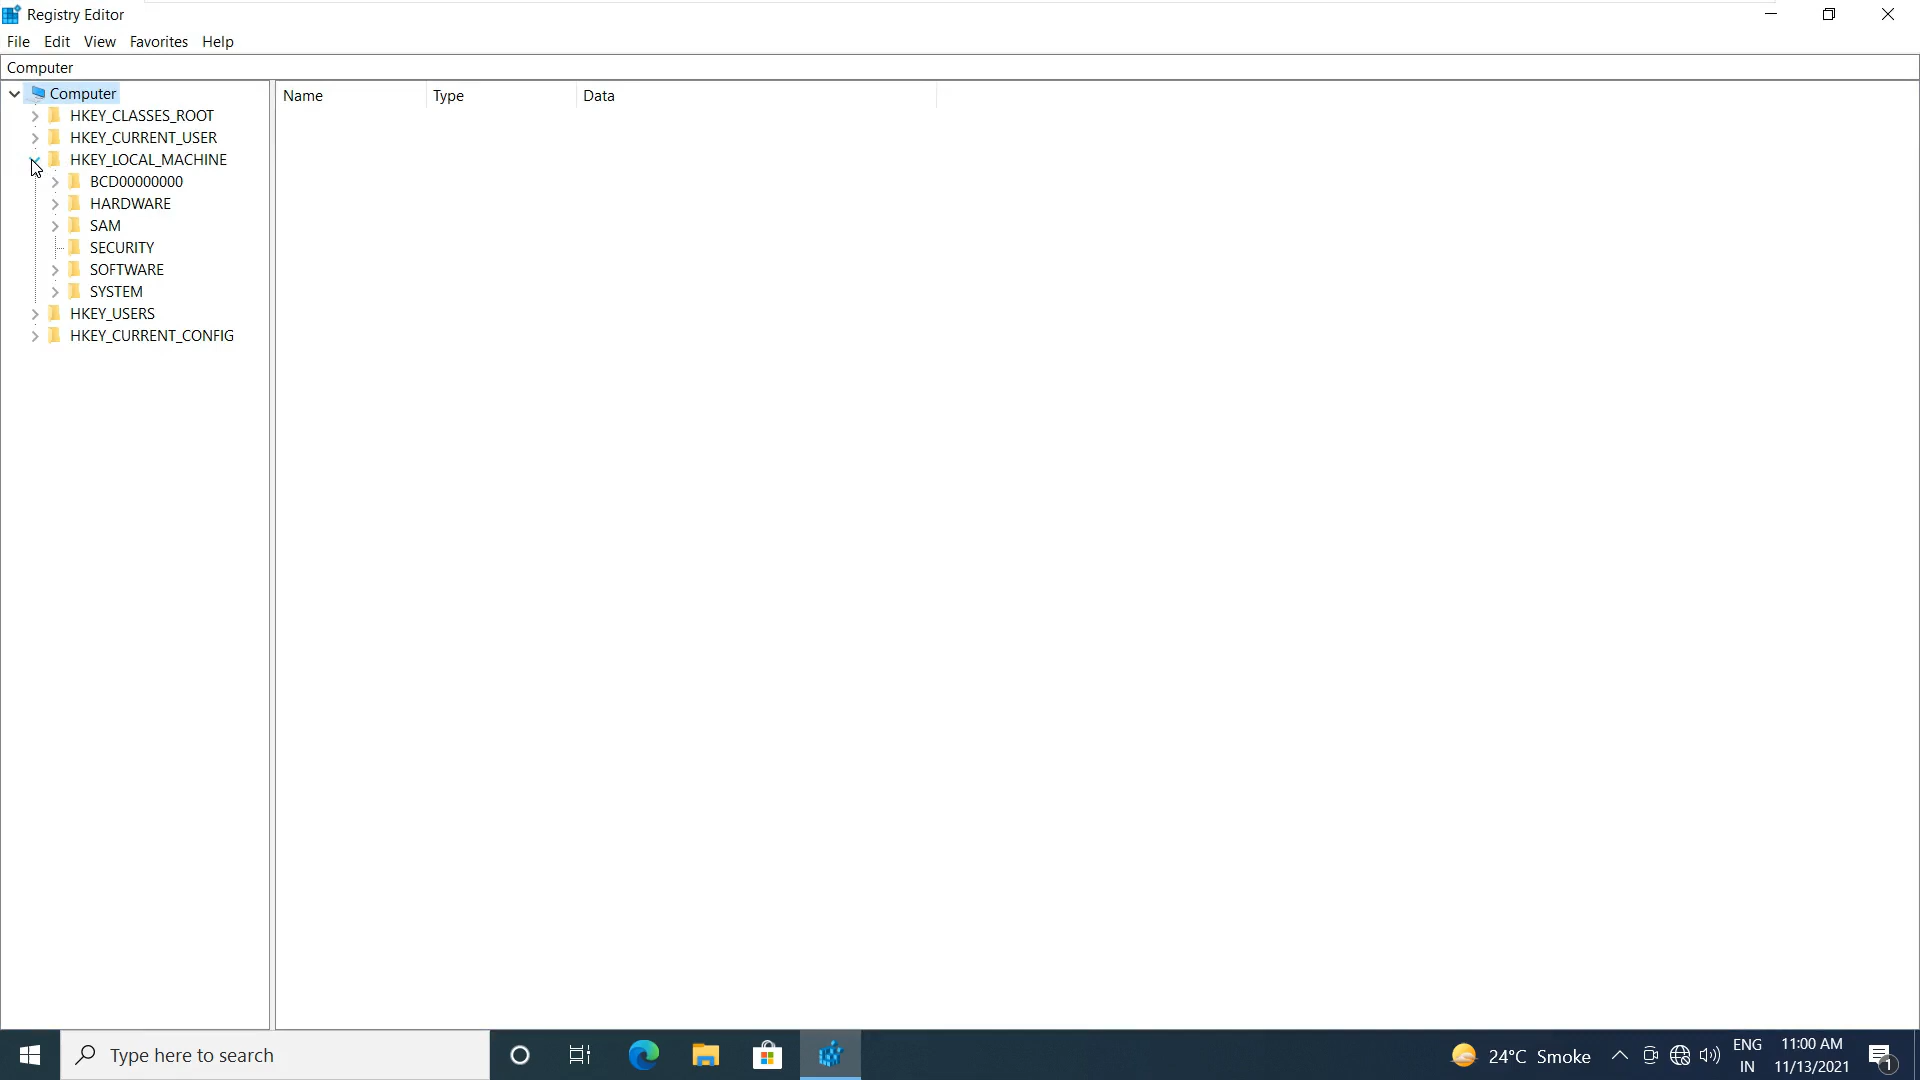 Registry Editor
File Edit View Favorites Help
Computer
Computer
HKEY_CLASSES_ROOT
HKEY_CURRENT_USER
HKEY_LOCAL_MACHINE
BCD00000000
HARDWARE
SAM
SECURITY
SOFTWARE
SYSTEM
HKEY_USERS
HKEY_CURRENT_CONFIG
Name Type Data
Type here to search
24°C Smoke
ENG
IN
11:00 AM
11/13/2021
1